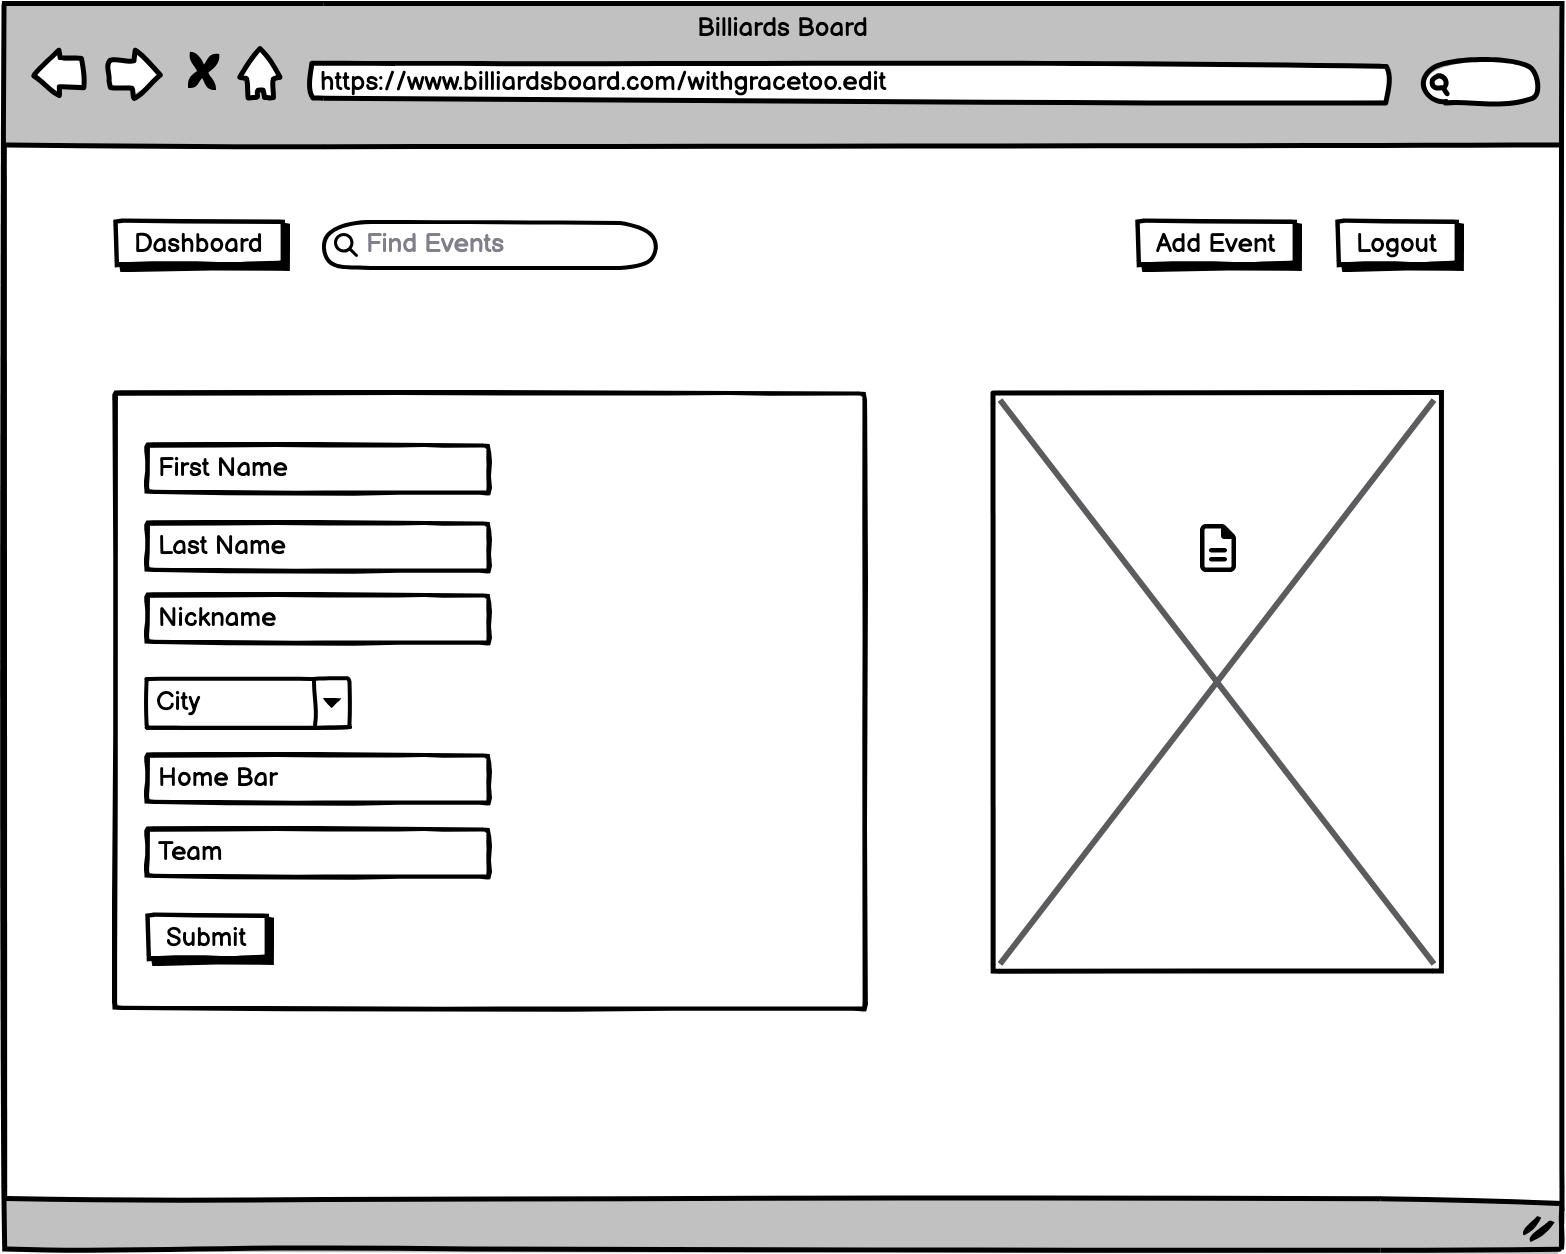 Billiards Board
https://www.billiardsboard.com/withgracetoo.edit
Dashboard
Find Events
Add Event
Logout
First Name
Last Name
Nickname
City
Home Bar
Team
Submit